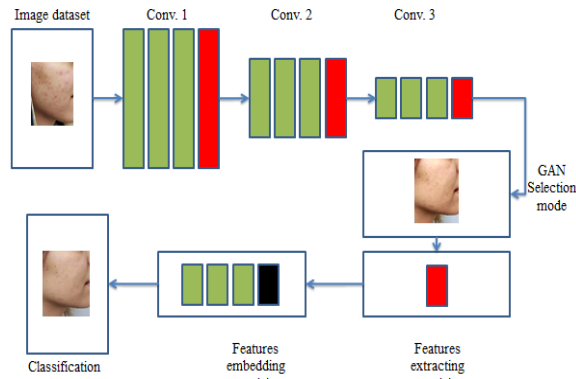 Image dataset
Conv. 1
Conv. 2
Conv. 3
GAN
Selection
mode
Classification
Features
embedding
Features
extracting